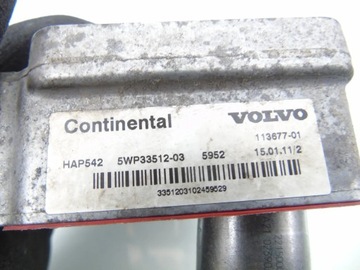 Continental VOLVO
113677-01
HAP542 5WP33512-03 5952 15.01.11/2
3351203102459529